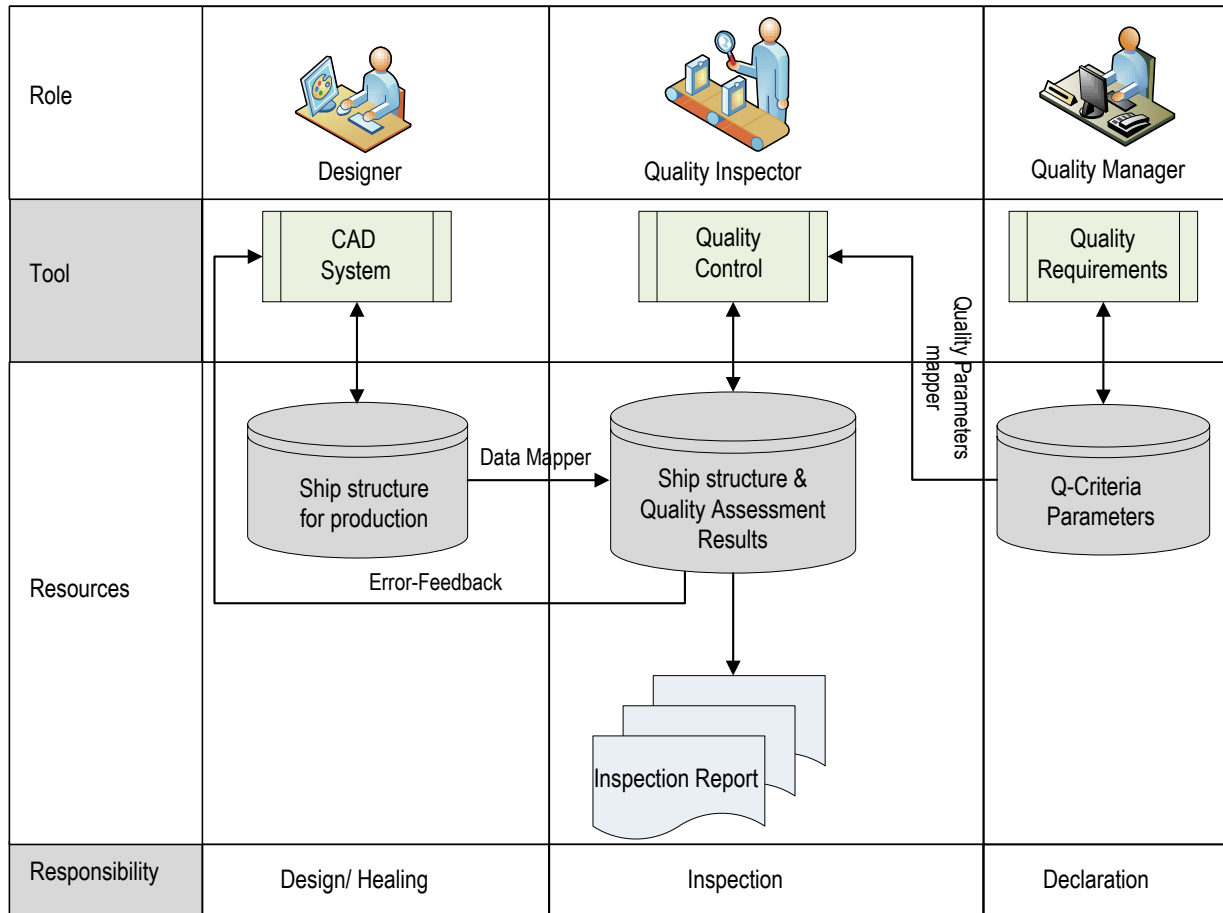 Role
Designer
Quality Inspector
Quality Manager
Tool
CAD
System
Quality
Control
Quality
Requirements
Quality Parameters
mapper
Resources
Ship structure
for production
Data Mapper
Ship structure &
Quality Assessment
Results
Q-Criteria
Parameters
Error-Feedback
Inspection Report
Responsibility
Design/ Healing
Inspection
Declaration